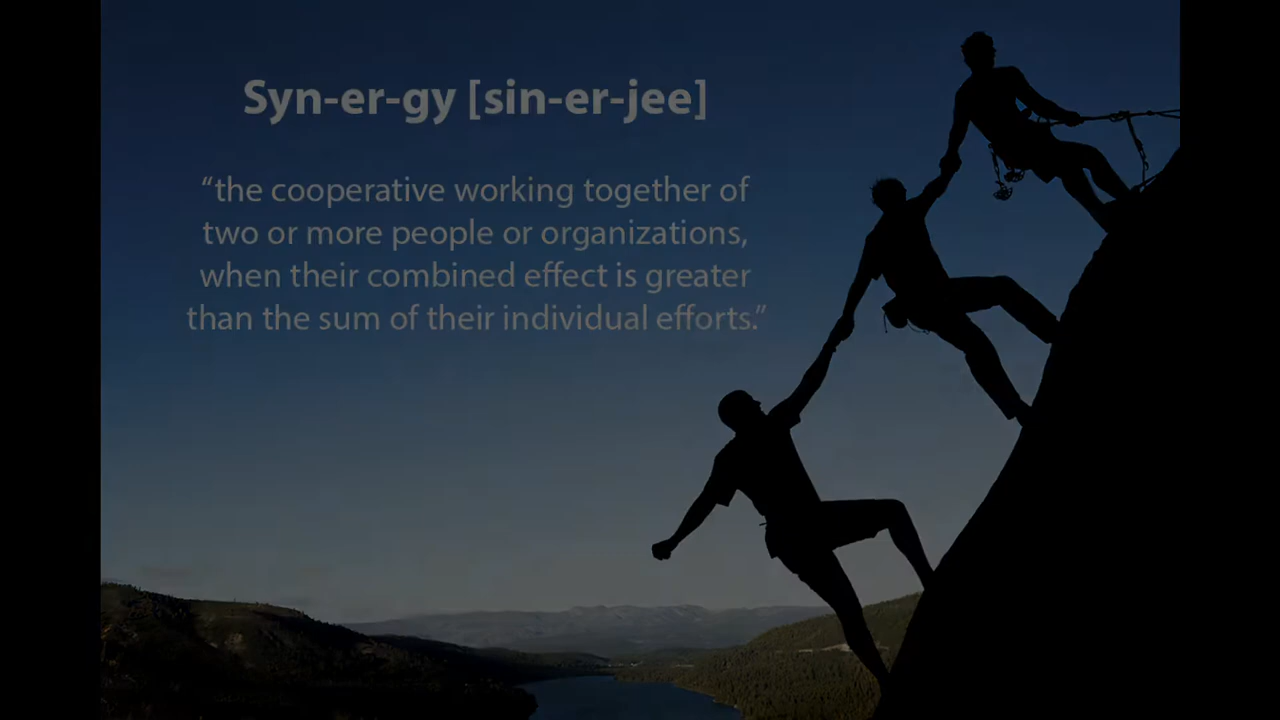 Syn-er-gy [sin-er-jee]
“the cooperative working together of
two or more people or organizations,
when their combined effect is greater
than the sum of their individual efforts.”